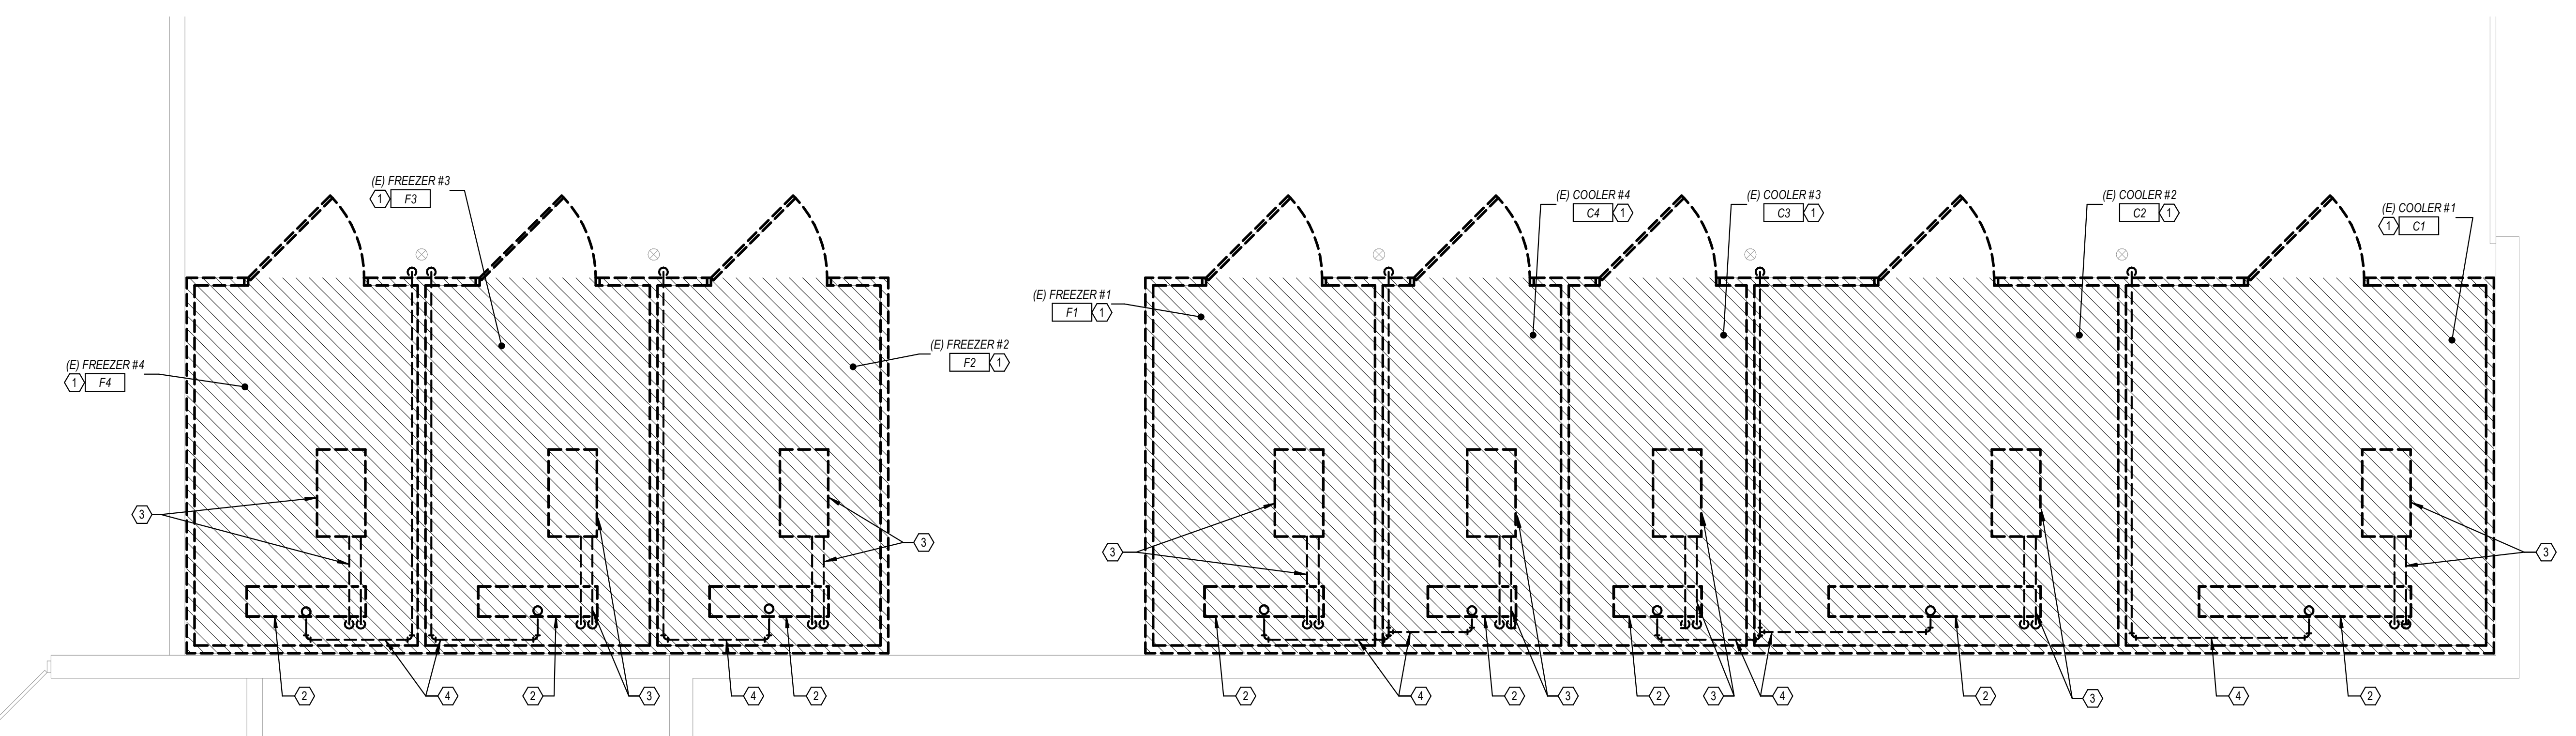 (E) FREEZER #3
1 F3
(E) COOLER #4
C4 1
(E) COOLER #3
C3 1
(E) COOLER #2
C2 1
(E) COOLER #1
1 C1
(E) FREEZER #1
F1 1
(E) FREEZER #2
F2 1
(E) FREEZER #4
1 F4
3
3
3
3
2
4
2
3
4
2
2
4
2
3
2
3
4
2
3
4
2